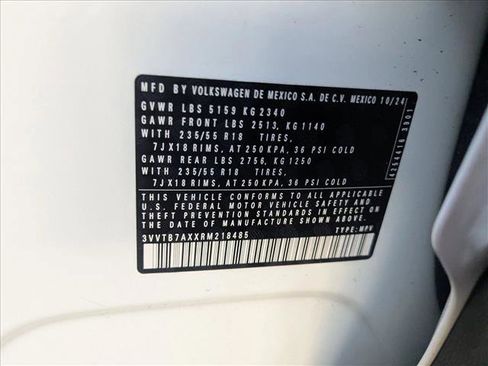 MFD BY VOLKSWAGEN DE MEXICO S.A. DE C.V. MEXICO 10/24
GVWR LBS 5159 KG 2340
GAWR FRONT LBS 2513, KG 1140
WITH 235/55 R18 TIRES,
7JX18 RIMS, AT 250 KPA, 36 PSI COLD
GAWR REAR LBS 2756, KG 1250
WITH 235/55 R18 TIRES,
7JX18 RIMS, AT 250 KPA, 36 PSI COLD
THIS VEHICLE CONFORMS TO ALL APPLICABLE
U.S. FEDERAL MOTOR VEHICLE SAFETY AND
THEFT PREVENTION STANDARDS IN EFFECT ON
THE DATE OF MANUFACTURE SHOWN ABOVE.
3VVTB7AXXRM218485 TYPE: MPV